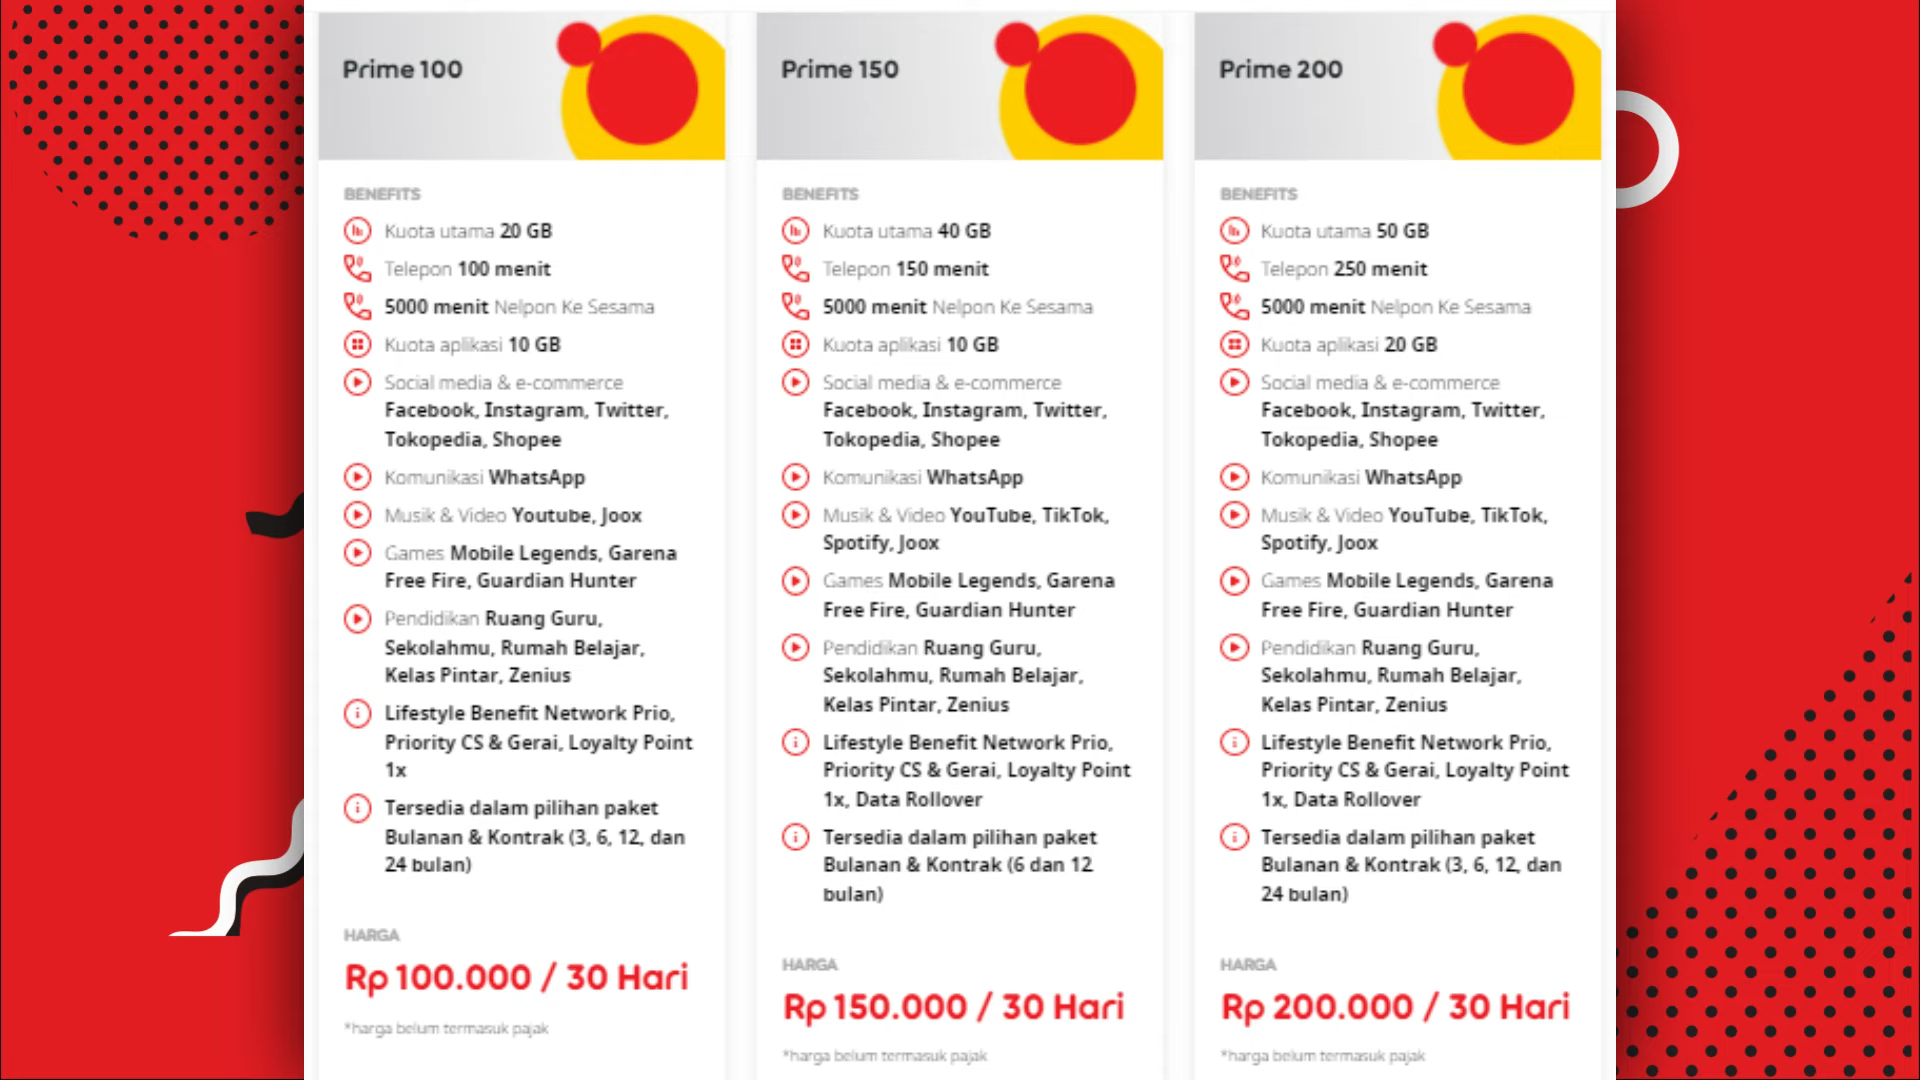 Prime 100
BENEFITS
Kuota utama 20 GB
Telepon 100 menit
5000 menit Nelpon Ke Sesama
Kuota aplikasi 10 GB
Social media & e-commerce
Facebook, Instagram, Twitter,
Tokopedia, Shopee
Komunikasi WhatsApp
Musik & Video Youtube, Joox
Games Mobile Legends, Garena
Free Fire, Guardian Hunter
Pendidikan Ruang Guru,
Sekolahmu, Rumah Belajar,
Kelas Pintar, Zenius
Lifestyle Benefit Network Prio,
Priority CS & Gerai, Loyalty Point
1x
Tersedia dalam pilihan paket
Bulanan & Kontrak (3, 6, 12, dan
24 bulan)
HARGA
Rp 100.000 / 30 Hari
*harga belum termasuk pajak
Prime 150
BENEFITS
Kuota utama 40 GB
Telepon 150 menit
5000 menit Nelpon Ke Sesama
Kuota aplikasi 10 GB
Social media & e-commerce
Facebook, Instagram, Twitter,
Tokopedia, Shopee
Komunikasi WhatsApp
Musik & Video YouTube, TikTok,
Spotify, Joox
Games Mobile Legends, Garena
Free Fire, Guardian Hunter
Pendidikan Ruang Guru,
Sekolahmu, Rumah Belajar,
Kelas Pintar, Zenius
Lifestyle Benefit Network Prio,
Priority CS & Gerai, Loyalty Point
1x, Data Rollover
Tersedia dalam pilihan paket
Bulanan & Kontrak (6 dan 12
bulan)
HARGA
Rp 150.000 / 30 Hari
*harga belum termasuk pajak
Prime 200
BENEFITS
Kuota utama 50 GB
Telepon 250 menit
5000 menit Nelpon Ke Sesama
Kuota aplikasi 20 GB
Social media & e-commerce
Facebook, Instagram, Twitter,
Tokopedia, Shopee
Komunikasi WhatsApp
Musik & Video YouTube, TikTok,
Spotify, Joox
Games Mobile Legends, Garena
Free Fire, Guardian Hunter
Pendidikan Ruang Guru,
Sekolahmu, Rumah Belajar,
Kelas Pintar, Zenius
Lifestyle Benefit Network Prio,
Priority CS & Gerai, Loyalty Point
1x, Data Rollover
Tersedia dalam pilihan paket
Bulanan & Kontrak (3, 6, 12, dan
24 bulan)
HARGA
Rp 200.000 / 30 Hari
*harga belum termasuk pajak